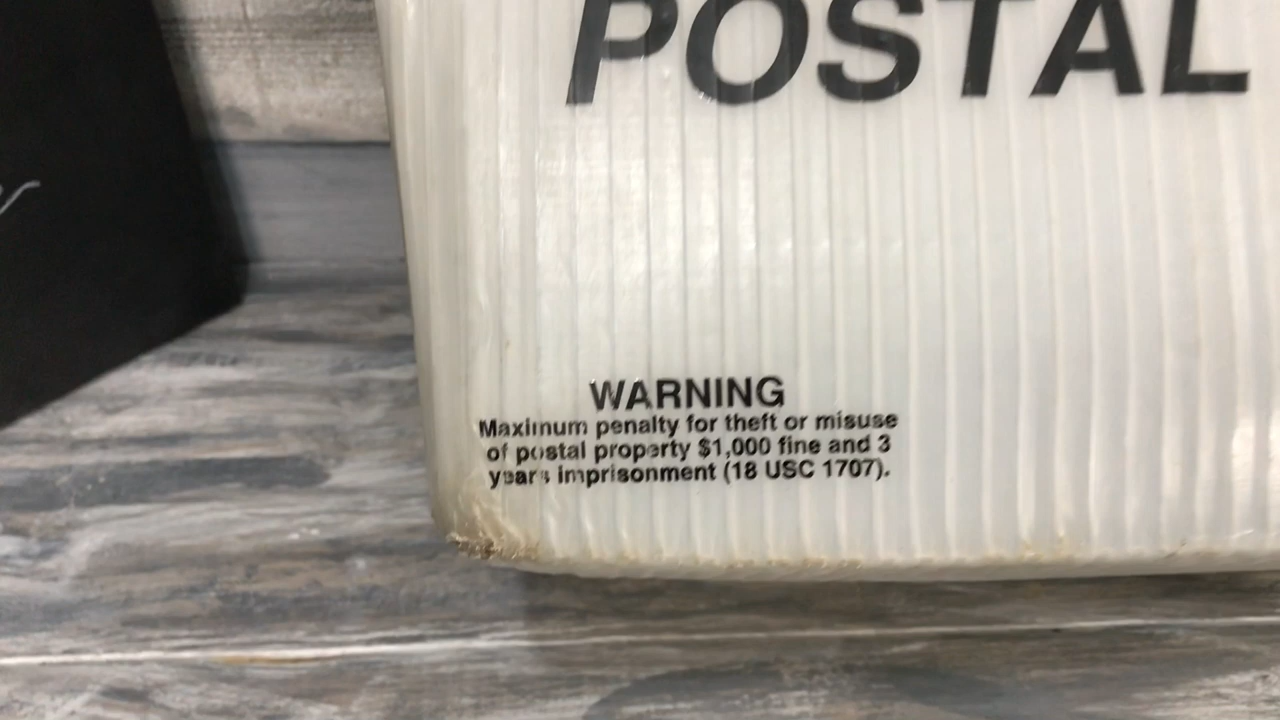 POSTAL
WARNING
Maximum penalty for theft or misuse
of postal property $1,000 fine and 3
years imprisonment (18 USC 1707).